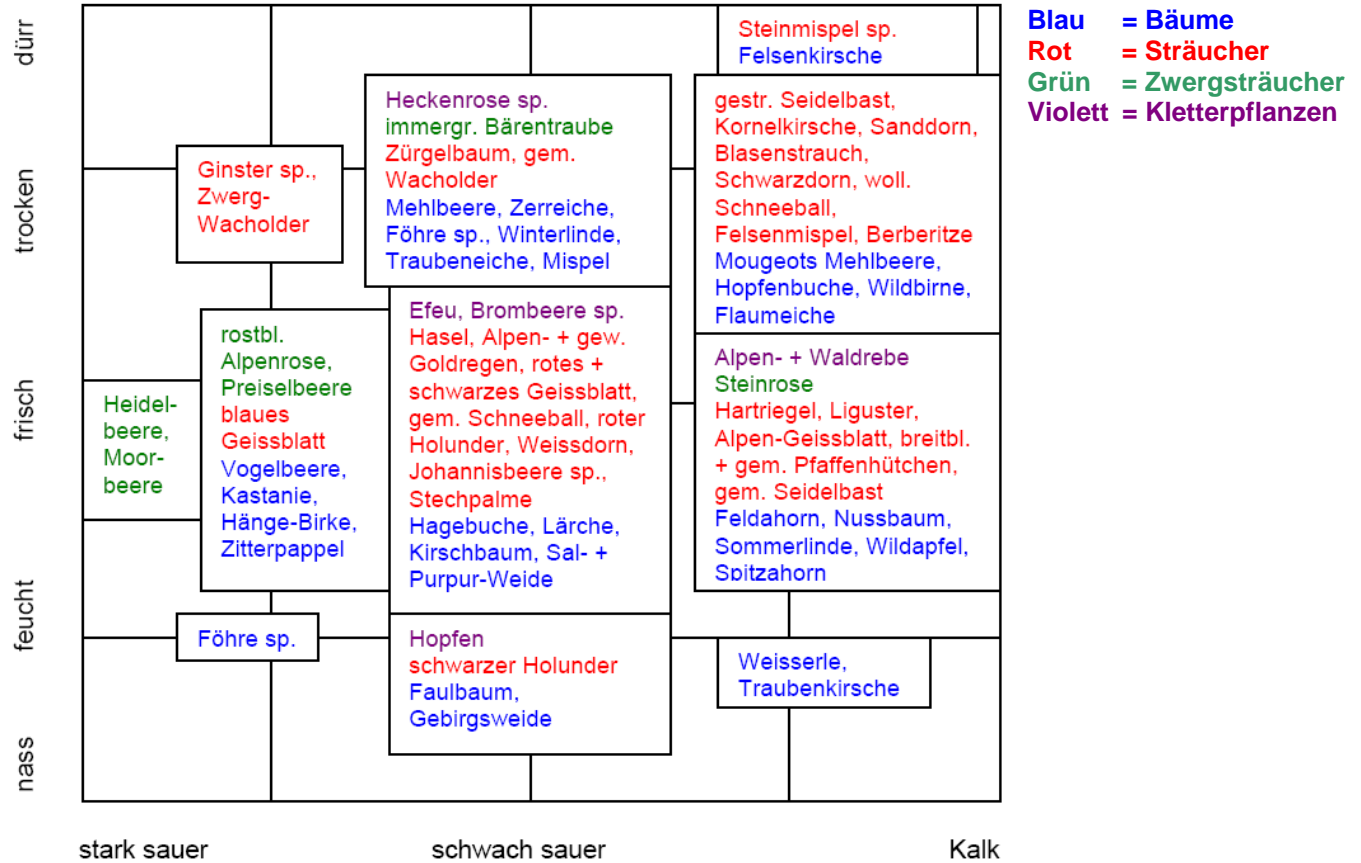 dürr
trocken
frisch
feucht
nass
Steinmispel sp.
Felsenkirsche
Heckenrose sp.
immergr. Bärentraube
Zürgelbaum, gem.
Wacholder
Mehlbeere, Zerreiche,
Föhre sp., Winterlinde,
Traubeneiche, Mispel
gestr. Seidelbast,
Kornelkirsche, Sanddorn,
Blasenstrauch,
Schwarzdorn, woll.
Schneeball,
Felsenmispel, Berberitze
Mougeots Mehlbeere,
Hopfenbuche, Wildbirne,
Flaumeiche
Ginster sp.,
Zwerg-
Wacholder
rostbl.
Alpenrose,
Preiselbeere
blaues
Geissblatt
Vogelbeere,
Kastanie,
Hänge-Birke,
Zitterpappel
Efeu, Brombeere sp.
Hasel, Alpen- + gew.
Goldregen, rotes +
schwarzes Geissblatt,
gem. Schneeball, roter
Holunder, Weissdorn,
Johannisbeere sp.,
Stechpalme
Hagebuche, Lärche,
Kirschbaum, Sal- +
Purpur-Weide
Alpen- + Waldrebe
Steinrose
Hartriegel, Liguster,
Alpen-Geissblatt, breitbl.
+ gem. Pfaffenhütchen,
gem. Seidelbast
Feldahorn, Nussbaum,
Sommerlinde, Wildapfel,
Spitzahorn
Heidel-
beere,
Moor-
beere
Föhre sp.
Hopfen
schwarzer Holunder
Faulbaum,
Gebirgsweide
Weisserle,
Traubenkirsche
stark sauer
schwach sauer
Kalk
Blau = Bäume
Rot = Sträucher
Grün = Zwergsträucher
Violett = Kletterpflanzen